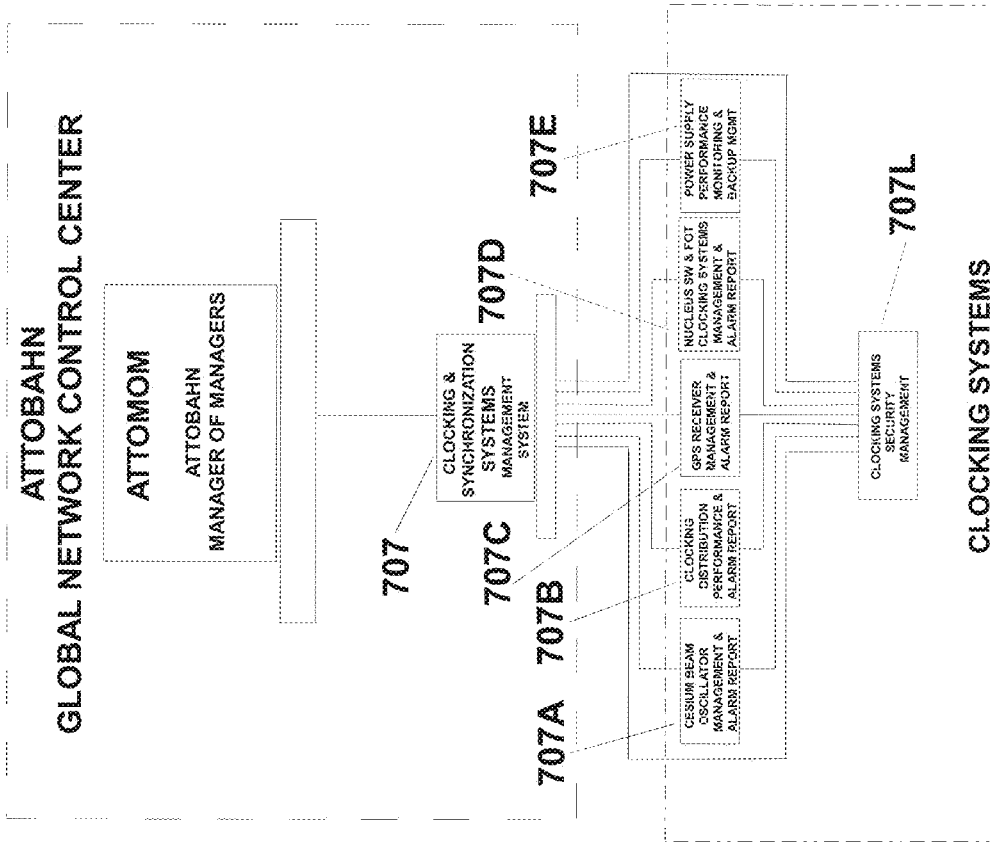 ATTOBAHN
GLOBAL NETWORK CONTROL CENTER
ATTOMOM
ATTOBAHN
MANAGER OF MANAGERS
707
CLOCKING &
SYNCHRONIZATION
SYSTEMS
MANAGEMENT
SYSTEM
707A
707B
707C
707D
707E
CESIUM BEAM
OSCILLATOR
MANAGEMENT &
ALARM REPORT
CLOCKING
DISTRIBUTION
PERFORMANCE &
ALARM REPORT
GPS RECEIVER
MANAGEMENT &
ALARM REPORT
NUCLEUS SW & FOT
CLOCKING SYSTEMS
MANAGEMENT &
ALARM REPORT
POWER SUPPLY
PERFORMANCE
MONITORING &
BACKUP MGMT
CLOCKING SYSTEMS
SECURITY
MANAGEMENT
707L
CLOCKING SYSTEMS